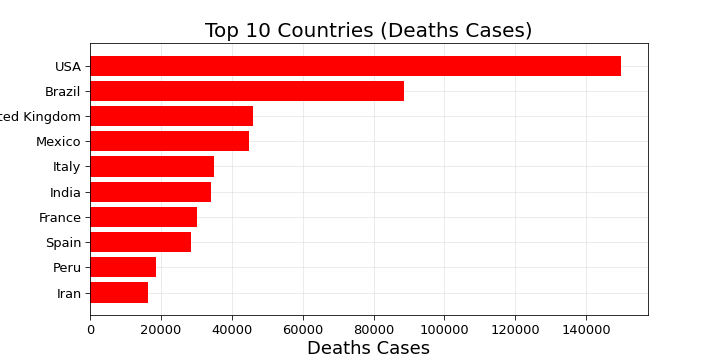 Top 10 Countries (Deaths Cases)
USA
Brazil
ted Kingdom
Mexico
Italy
India
France
Spain
Peru
Iran
0 20000 40000 60000 80000 100000 120000 140000
Deaths Cases